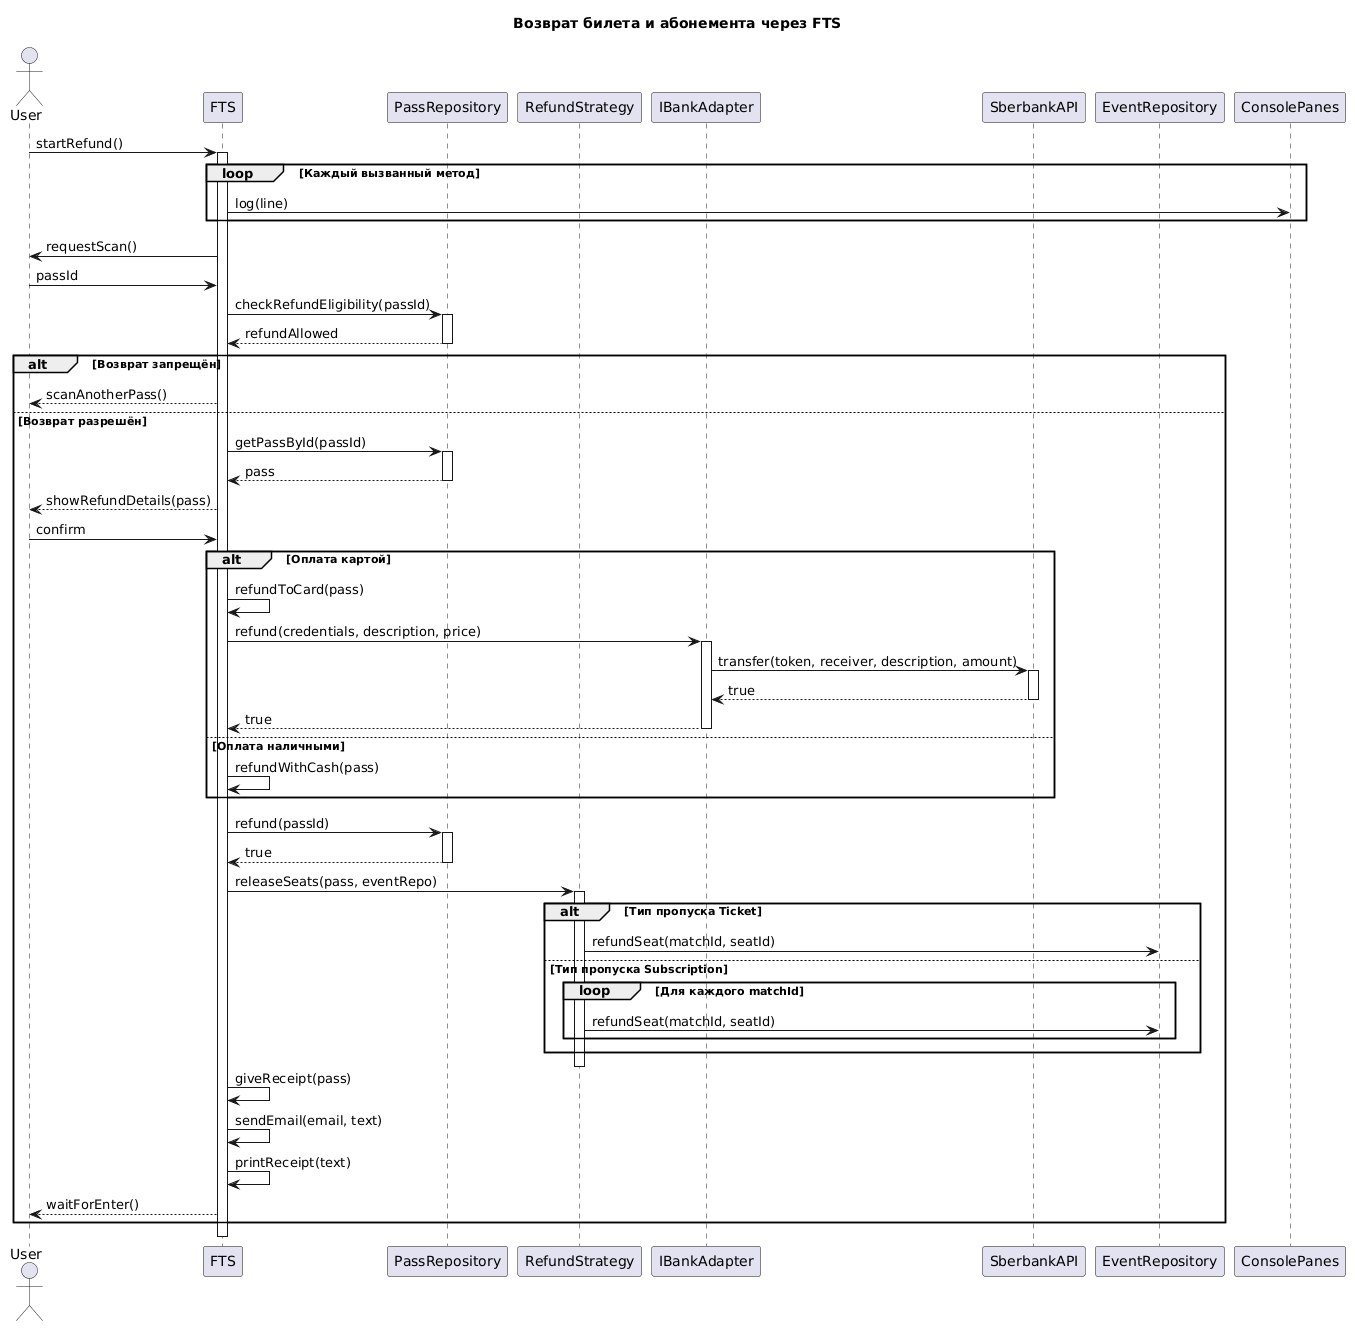 Возврат билета и абонемента через FTS
User
FTS
PassRepository
RefundStrategy
IBankAdapter
SberbankAPI
EventRepository
ConsolePanes
startRefund()
loop
[Каждый вызванный метод]
log(line)
requestScan()
passId
checkRefundEligibility(passId)
refundAllowed
alt
[Возврат запрещён]
scanAnotherPass()
[Возврат разрешён]
getPassById(passId)
pass
showRefundDetails(pass)
confirm
alt
[Оплата картой]
refundToCard(pass)
refund(credentials, description, price)
transfer(token, receiver, description, amount)
true
true
[Оплата наличными]
refundWithCash(pass)
refund(passId)
true
releaseSeats(pass, eventRepo)
alt
[Тип пропуска Ticket]
refundSeat(matchId, seatId)
[Тип пропуска Subscription]
loop
[Для каждого matchId]
refundSeat(matchId, seatId)
giveReceipt(pass)
sendEmail(email, text)
printReceipt(text)
waitForEnter()
User
FTS
PassRepository
RefundStrategy
IBankAdapter
SberbankAPI
EventRepository
ConsolePanes